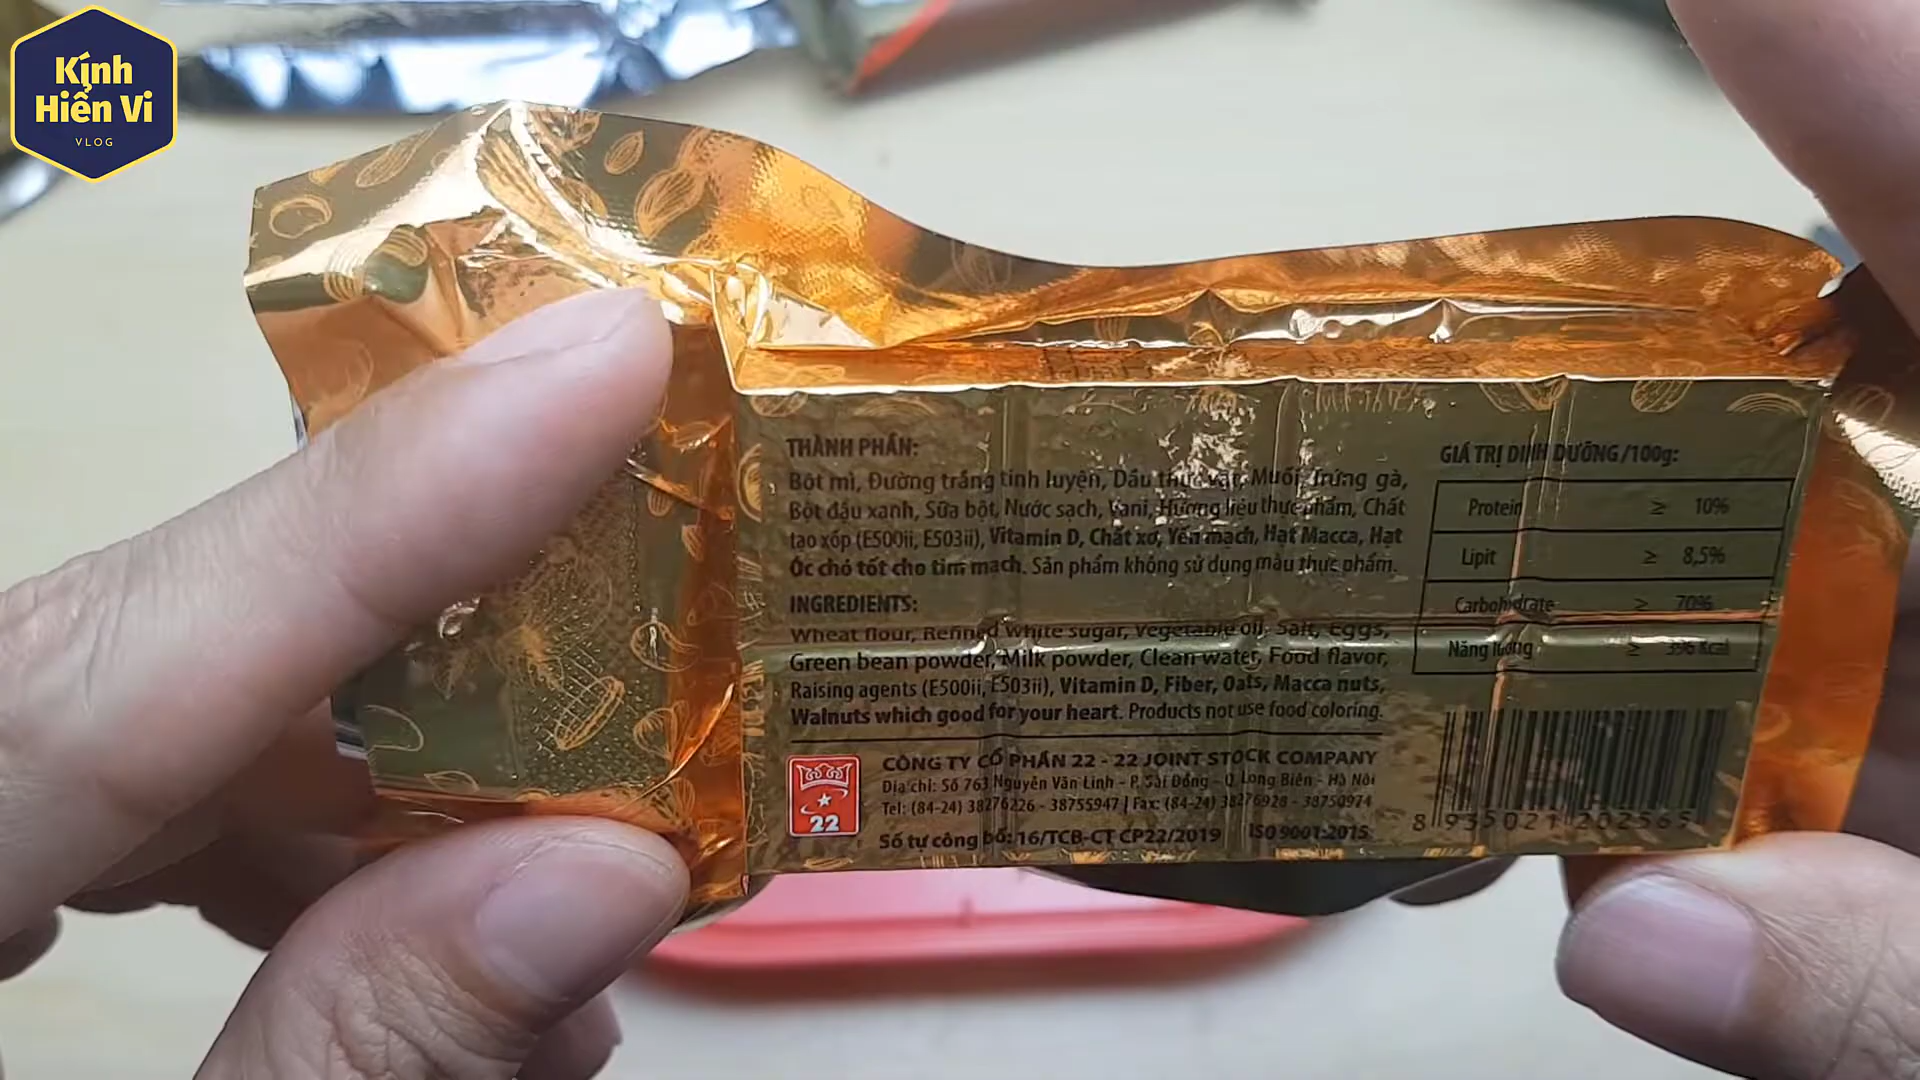 Kính
Hiển Vi
VLOG
THÀNH PHẦN:
Bột mì, Đường trắng tinh luyện, Dầu thực vật, Muối, Trứng gà,
Bột đậu xanh, Sữa bột, Nước sạch, Vani, Hương liệu thực phẩm, Chất
tạo xốp (E500ii, E503ii), Vitamin D, Chất xơ, Yến mạch, Hạt Macca, Hạt
Óc chó tốt cho tim mạch. Sản phẩm không sử dụng màu thực phẩm.
INGREDIENTS:
Wheat flour, Refined white sugar, Vegetable oil, Salt, Eggs,
Green bean powder, Milk powder, Clean water, Food flavor,
Raising agents (E500ii, E503ii), Vitamin D, Fiber, Oats, Macca nuts,
Walnuts which good for your heart. Products not use food coloring.
22
CÔNG TY CỔ PHẦN 22 - 22 JOINT STOCK COMPANY
Địa chỉ: Số 763 Nguyễn Văn Linh - P. Sài Đồng - Q. Long Biên - Hà Nội
Tel: (84-24) 38276226 - 38755947 | Fax: (84-24) 38276928 - 38750974
Số tự công bố: 16/TCB-CT CP22/2019 ISO 9001:2015
GIÁ TRỊ DINH DƯỠNG/100g:
Protein ≥ 10%
Lipit ≥ 8,5%
Carbohidrate ≥ 70%
Năng lượng ≥ 396 Kcal
8 935021 202565